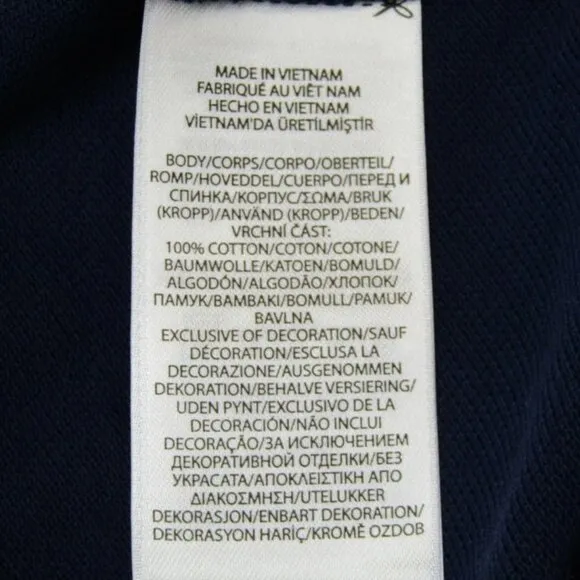 MADE IN VIETNAM
FABRIQUÉ AU VIÊT NAM
HECHO EN VIETNAM
VİETNAM'DA ÜRETİLMİŞTİR
BODY/CORPS/CORPO/OBERTEIL/
ROMP/HOVEDDEL/CUERPO/ПЕРЕД И
СПИНКА/КОРПУС/ΣΩΜΑ/BRUK
(KROPP)/ANVÄND (KROPP)/BEDEN/
VRCHNÍ ČÁST:
100% COTTON/COTON/COTONE/
BAUMWOLLE/KATOEN/BOMULD/
ALGODÓN/ALGODÃO/ХЛОПОК/
ПАМУК/ΒΑΜΒΑΚΙ/BOMULL/PAMUK/
BAVLNA
EXCLUSIVE OF DECORATION/SAUF
DÉCORATION/ESCLUSA LA
DECORAZIONE/AUSGENOMMEN
DEKORATION/BEHALVE VERSIERING/
UDEN PYNT/EXCLUSIVO DE LA
DECORACIÓN/NÃO INCLUI
DECORAÇÃO/ЗА ИСКЛЮЧЕНИЕМ
ДЕКОРАТИВНОЙ ОТДЕЛКИ/БЕЗ
УКРАСАТА/ΑΠΟΚΛΕΙΣΤΙΚΗ ΑΠΟ
ΔΙΑΚΟΣΜΗΣΗ/UTELUKKER
DEKORASJON/ENBART DEKORATION/
DEKORASYON HARİÇ/KROMĚ OZDOB